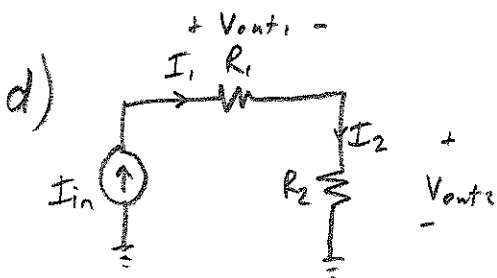 + Vout1 -
d)
I1 R1
I2
Iin
R2
+
Vout2
-